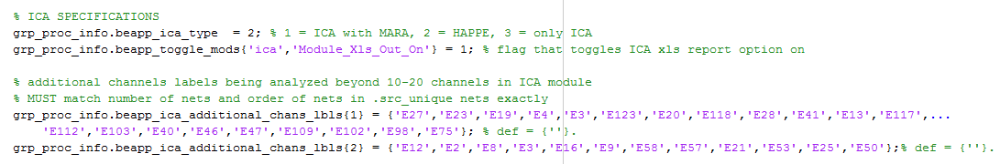 % ICA SPECIFICATIONS
grp_proc_info.beapp_ica_type = 2; % 1 = ICA with MARA, 2 = HAPPE, 3 = only ICA
grp_proc_info.beapp_toggle_mods{'ica','Module_Xls_Out_On'} = 1; % flag that toggles ICA xls report option on
% additional channels labels being analyzed beyond 10-20 channels in ICA module
% MUST match number of nets and order of nets in .src_unique nets exactly
grp_proc_info.beapp_ica_additional_chans_lbls{1} = {'E27','E23','E19','E4','E3','E123','E20','E118','E28','E41','E13','E117',...
'E112','E103','E40','E46','E47','E109','E102','E98','E75'}; % def = {''}.
grp_proc_info.beapp_ica_additional_chans_lbls{2} = {'E12','E2','E8','E3','E16','E9','E58','E57','E21','E53','E25','E50'};% def = {''}.